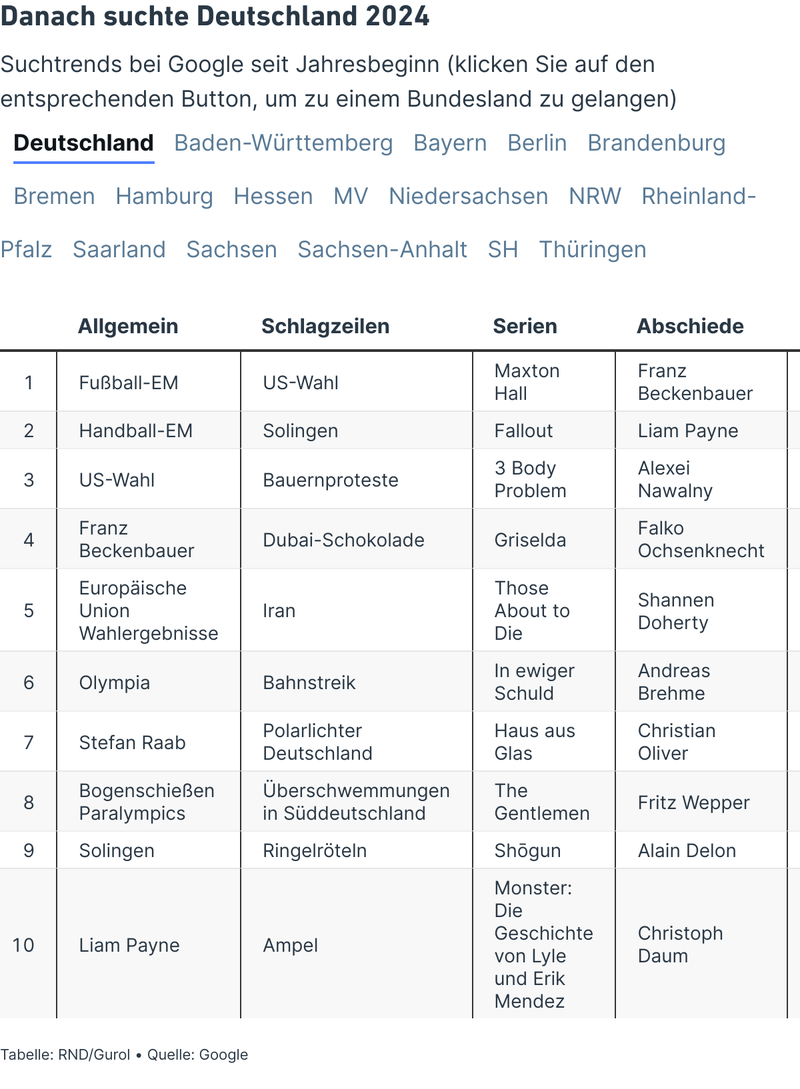 Danach suchte Deutschland 2024
Suchtrends bei Google seit Jahresbeginn (klicken Sie auf den
entsprechenden Button, um zu einem Bundesland zu gelangen)
Deutschland Baden-Württemberg Bayern Berlin Brandenburg
Bremen Hamburg Hessen MV Niedersachsen NRW Rheinland-
Pfalz Saarland Sachsen Sachsen-Anhalt SH Thüringen
Allgemein Schlagzeilen Serien Abschiede
1 Fußball-EM US-Wahl Maxton Hall Franz Beckenbauer
2 Handball-EM Solingen Fallout Liam Payne
3 US-Wahl Bauernproteste 3 Body Problem Alexei Nawalny
4 Franz Beckenbauer Dubai-Schokolade Griselda Falko Ochsenknecht
5 Europäische Union Wahlergebnisse Iran Those About to Die Shannen Doherty
6 Olympia Bahnstreik In ewiger Schuld Andreas Brehme
7 Stefan Raab Polarlichter Deutschland Haus aus Glas Christian Oliver
8 Bogenschießen Paralympics Überschwemmungen in Süddeutschland The Gentlemen Fritz Wepper
9 Solingen Ringelröteln Shōgun Alain Delon
10 Liam Payne Ampel Monster: Die Geschichte von Lyle und Erik Mendez Christoph Daum
Tabelle: RND/Gurol • Quelle: Google